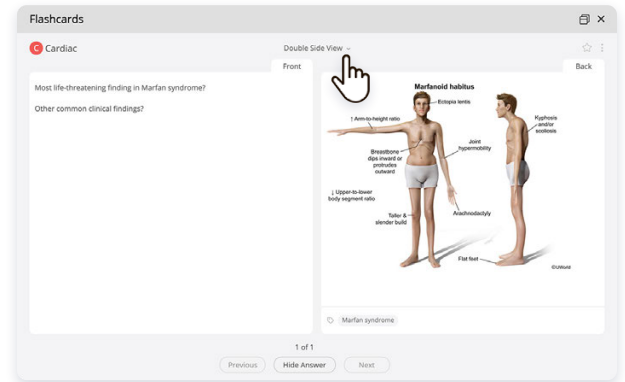 Flashcards
C Cardiac
Double Side View
Front
Back
Most life-threatening finding in Marfan syndrome?
Other common clinical findings?
Marfanoid habitus
Ectopia lentis
↑ Arm-to-height ratio
Kyphosis
and/or
scoliosis
Joint
hypermobility
Breastbone
dips inward or
protrudes
outward
↓ Upper-to-lower
body segment ratio
Taller &
slender build
Arachnodactyly
Flat feet
©UWorld
Marfan syndrome
1 of 1
Previous
Hide Answer
Next